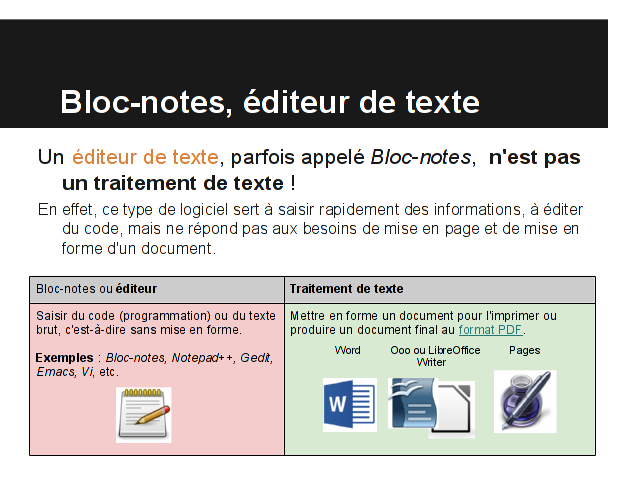 Bloc-notes, éditeur de texte
Un éditeur de texte, parfois appelé Bloc-notes, n'est pas
un traitement de texte !
En effet, ce type de logiciel sert à saisir rapidement des informations, à éditer
du code, mais ne répond pas aux besoins de mise en page et de mise en
forme d'un document.
Bloc-notes ou éditeur
Saisir du code (programmation) ou du texte
brut, c'est-à-dire sans mise en forme.
Exemples : Bloc-notes, Notepad++, Gedit,
Emacs, Vi, etc.
Traitement de texte
Mettre en forme un document pour l'imprimer ou
produire un document final au format PDF.
Word
Ooo ou LibreOffice
Writer
Pages
W